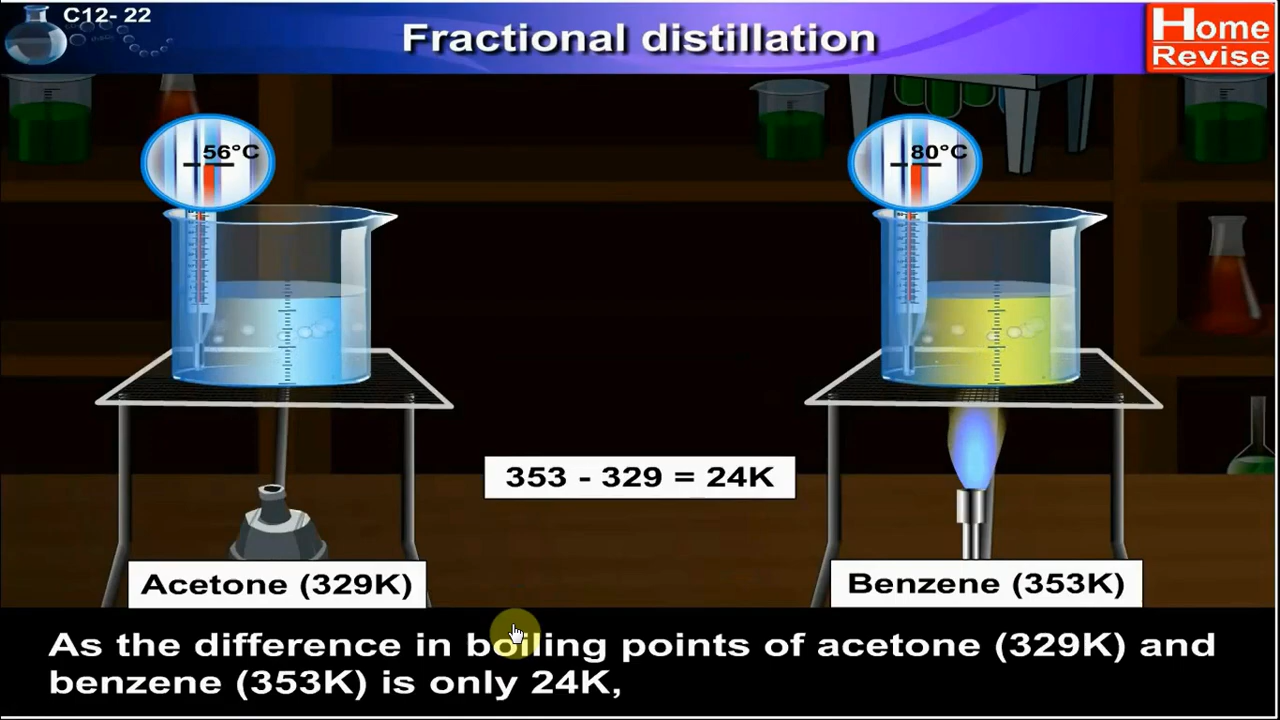 C12- 22
Fractional distillation
Home
Revise
56°C
80°C
353 - 329 = 24K
Acetone (329K)
Benzene (353K)
As the difference in boiling points of acetone (329K) and
benzene (353K) is only 24K,